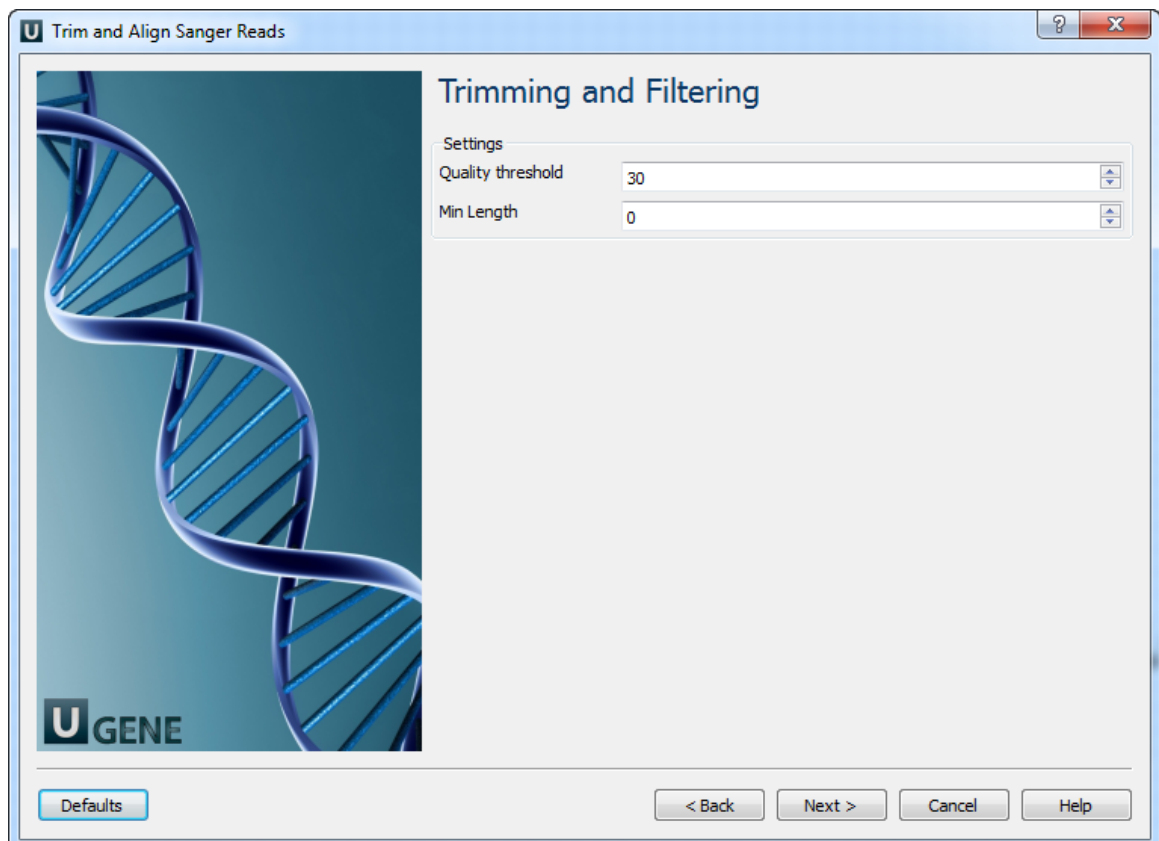 U Trim and Align Sanger Reads
?
X
Trimming and Filtering
Settings
Quality threshold 30
Min Length 0
U GENE
Defaults < Back Next > Cancel Help